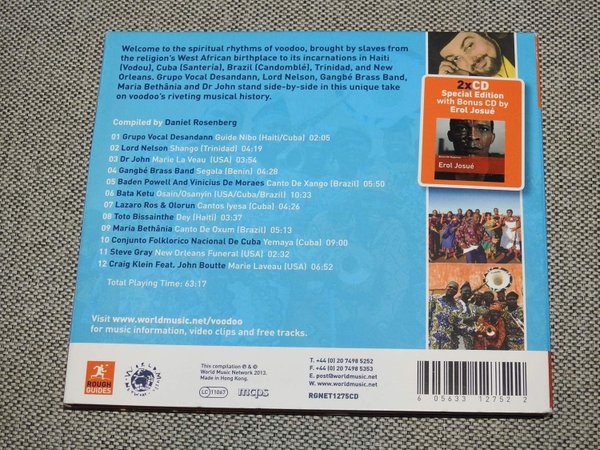 Welcome to the spiritual rhythms of voodoo, brought by slaves from
the religion's West African birthplace to its incarnations in Haiti
(Vodou), Cuba (Santería), Brazil (Candomblé), Trinidad, and New
Orleans. Grupo Vocal Desandann, Lord Nelson, Gangbé Brass Band,
Maria Bethânia and Dr John stand side-by-side in this unique take
on voodoo's riveting musical history.
2xCD
Special Edition
with Bonus CD by
Erol Josué
Erol Josué
Compiled by Daniel Rosenberg
01 Grupo Vocal Desandann Guide Nibo (Haiti/Cuba) 02:05
02 Lord Nelson Shango (Trinidad) 04:19
03 Dr John Marie La Veau (USA) 03:54
04 Gangbé Brass Band Segala (Benin) 04:28
05 Baden Powell And Vinicius De Moraes Canto De Xango (Brazil) 05:50
06 Bata Ketu Osain/Osanyin (USA/Cuba/Brazil) 10:33
07 Lazaro Ros & Olorun Cantos Iyesa (Cuba) 04:26
08 Toto Bissainthe Dey (Haiti) 03:37
09 Maria Bethânia Canto De Oxum (Brazil) 05:13
10 Conjunto Folklorico Nacional De Cuba Yemaya (Cuba) 09:00
11 Steve Gray New Orleans Funeral (USA) 02:32
12 Craig Klein Feat. John Boutte Marie Laveau (USA) 06:52
Total Playing Time: 63:17
Visit www.worldmusic.net/voodoo
for music information, video clips and free tracks.
ROUGH
GUIDES
This compilation ℗ & ©
World Music Network 2013.
Made in Hong Kong.
LC 11067
mcps
T. +44 (0) 20 7498 5252
F. +44 (0) 20 7498 5353
E. post@worldmusic.net
W. www.worldmusic.net
RGNET1275CD
6 05633 12752 2